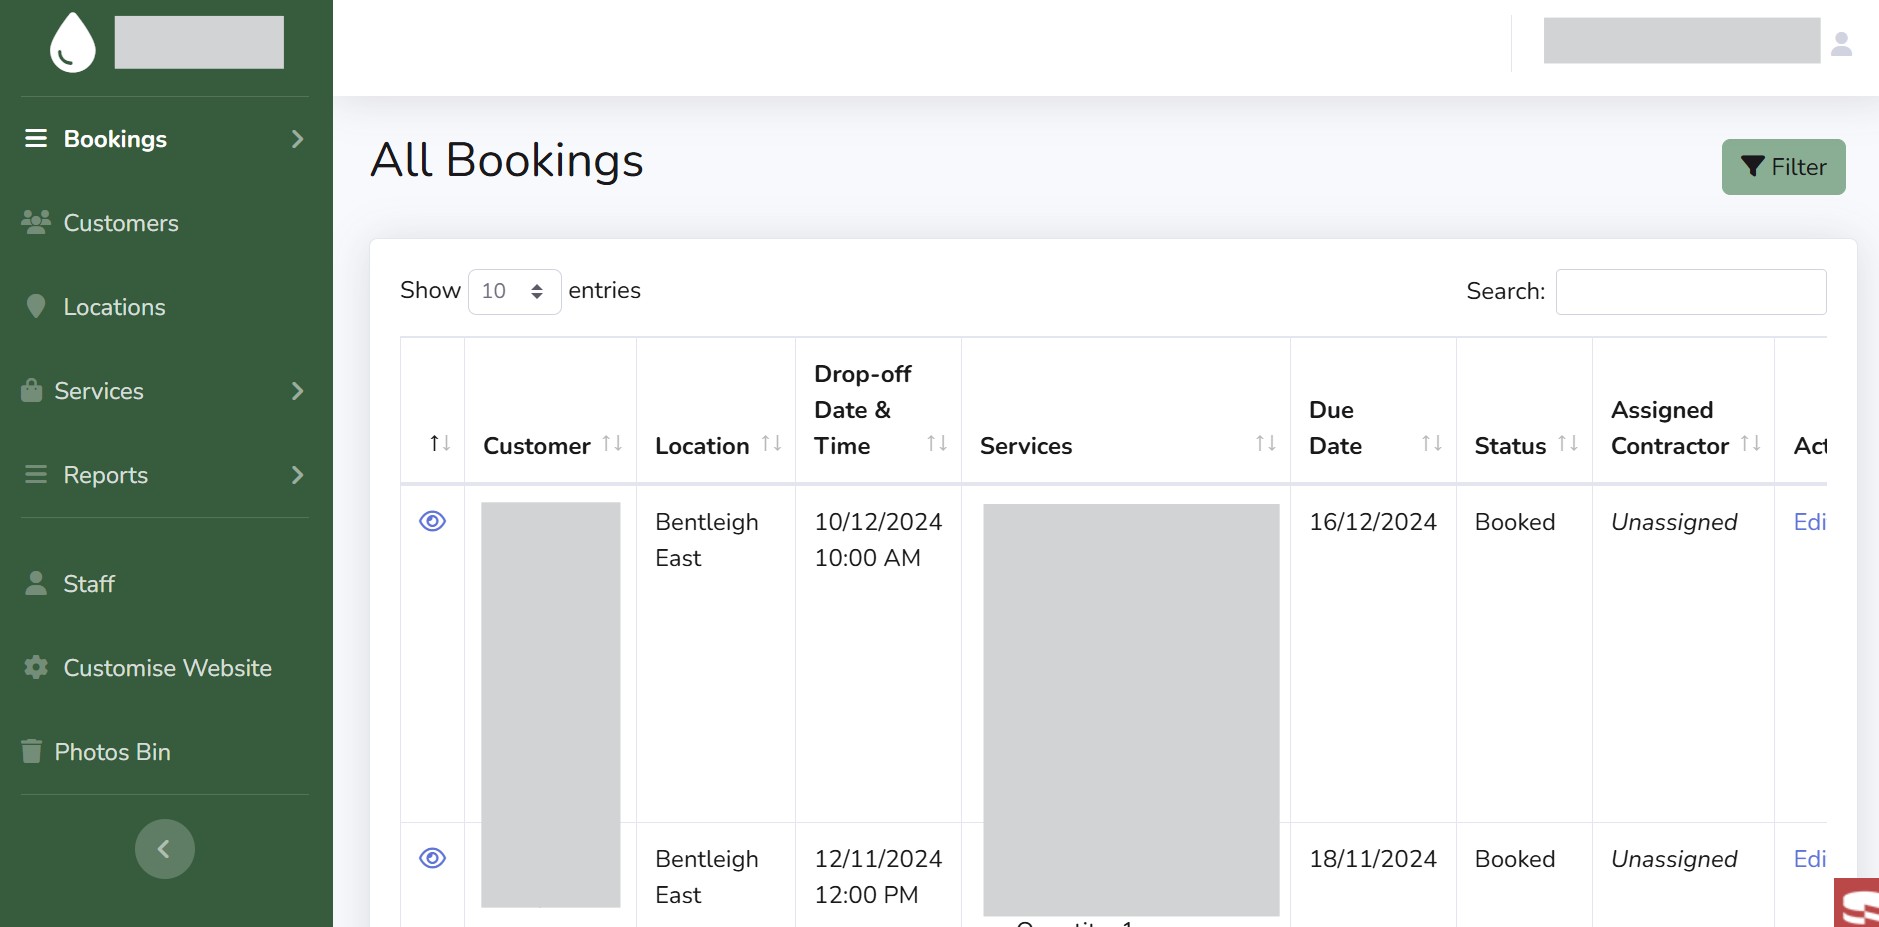 Bookings
Customers
Locations
Services
Reports
Staff
Customise Website
Photos Bin
All Bookings
Filter
Show 10 entries
Search:
Customer
Location
Drop-off
Date &
Time
Services
Due
Date
Status
Assigned
Contractor
Act
Bentleigh
East
10/12/2024
10:00 AM
16/12/2024
Booked
Unassigned
Edi
Bentleigh
East
12/11/2024
12:00 PM
18/11/2024
Booked
Unassigned
Edi